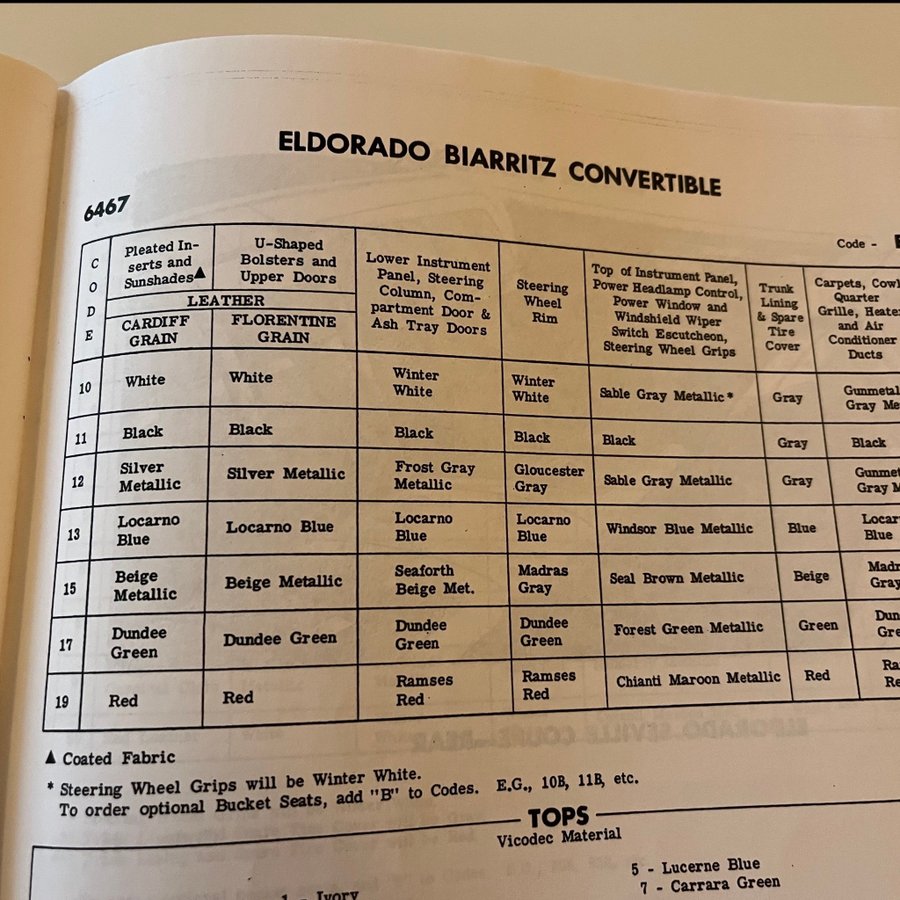 ELDORADO BIARRITZ CONVERTIBLE
6467
Code -
CODE
Pleated In-
serts and
Sunshades▲
U-Shaped
Bolsters and
Upper Doors
LEATHER
CARDIFF
GRAIN
FLORENTINE
GRAIN
Lower Instrument
Panel, Steering
Column, Com-
partment Door &
Ash Tray Doors
Steering
Wheel
Rim
Top of Instrument Panel,
Power Headlamp Control,
Power Window and
Windshield Wiper
Switch Escutcheon,
Steering Wheel Grips
Trunk
Lining
& Spare
Tire
Cover
Carpets, Cowl
Quarter
Grille, Heate
and Air
Conditioner
Ducts
10 White White Winter White Winter White Sable Gray Metallic* Gray Gunmetal Gray Me
11 Black Black Black Black Black Gray Black
12 Silver Metallic Silver Metallic Frost Gray Metallic Gloucester Gray Sable Gray Metallic Gray Gunmet Gray M
13 Locarno Blue Locarno Blue Locarno Blue Locarno Blue Windsor Blue Metallic Blue Locar Blue
15 Beige Metallic Beige Metallic Seaforth Beige Met. Madras Gray Seal Brown Metallic Beige Madr Gray
17 Dundee Green Dundee Green Dundee Green Dundee Green Forest Green Metallic Green Dun Gre
19 Red Red Ramses Red Ramses Red Chianti Maroon Metallic Red Ra Re
▲ Coated Fabric
* Steering Wheel Grips will be Winter White.
To order optional Bucket Seats, add "B" to Codes. E.G., 10B, 11B, etc.
TOPS
Vicodec Material
1 - Ivory
5 - Lucerne Blue
7 - Carrara Green